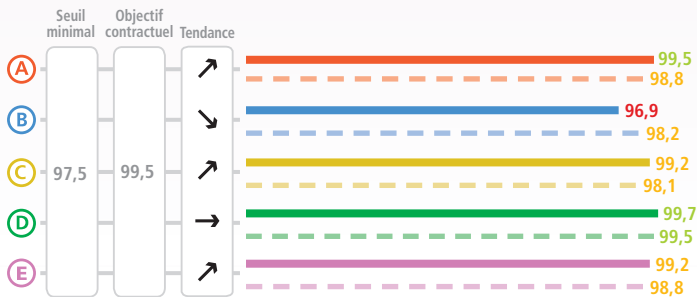 Seuil
minimal
Objectif
contractuel
Tendance
A
99,5
98,8
B
96,9
98,2
C
97,5
99,5
99,2
98,1
D
99,7
99,5
E
99,2
98,8